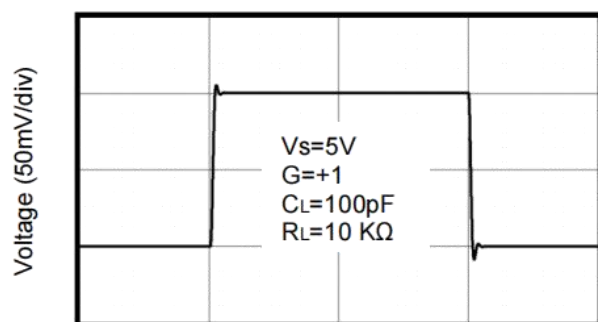 Voltage (50mV/div)
Vs=5V
G=+1
CL=100pF
RL=10 KΩ